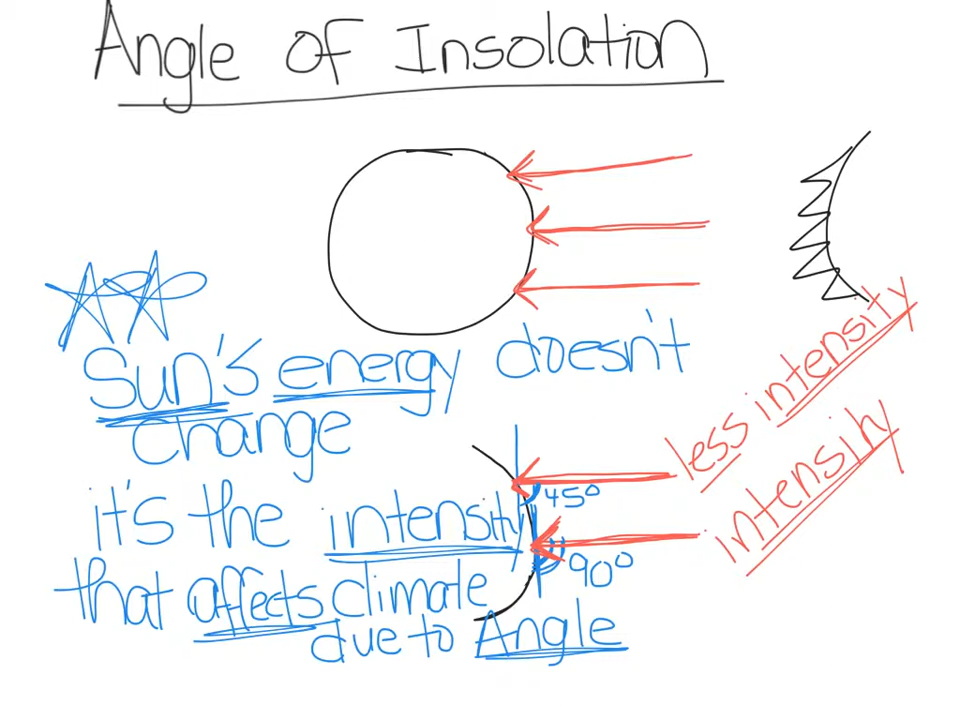 Angle of Insolation
Sun's energy doesn't
change
it's the intensity
that affects climate
due to Angle
less intensity
45°
intensity
90°